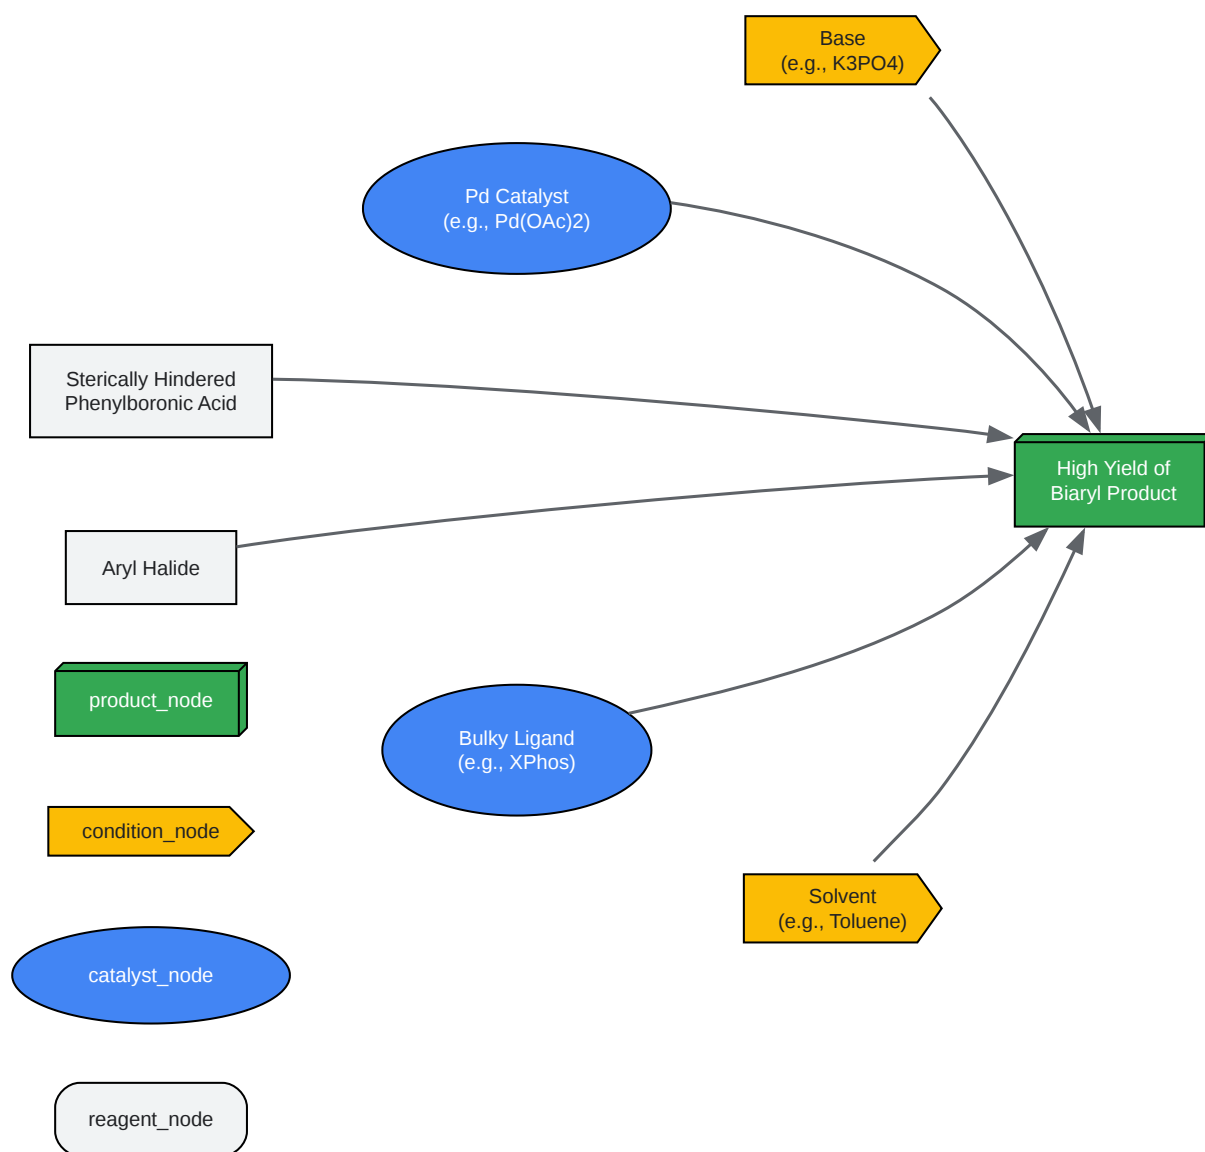 Base
(e.g., K3PO4)
Pd Catalyst
(e.g., Pd(OAc)2)
Sterically Hindered
Phenylboronic Acid
High Yield of
Biaryl Product
Aryl Halide
product_node
Bulky Ligand
(e.g., XPhos)
condition_node
Solvent
(e.g., Toluene)
catalyst_node
reagent_node